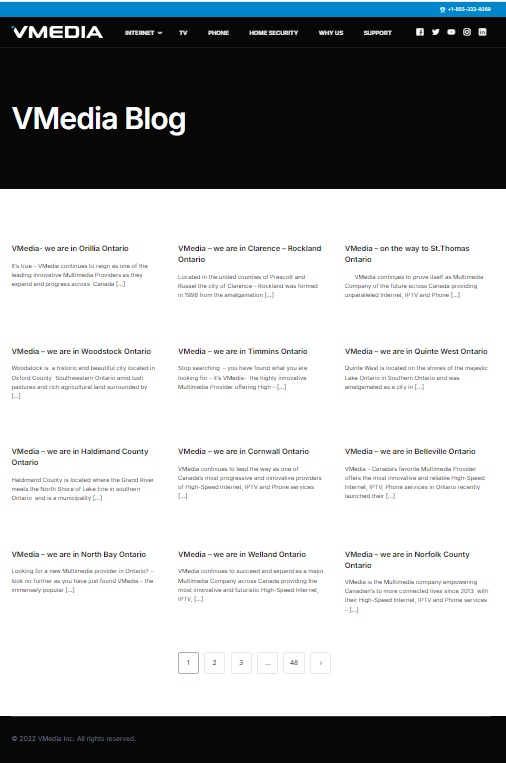 +1-855-333-8269
VMEDIA INTERNET TV PHONE HOME SECURITY WHY US SUPPORT
VMedia Blog
VMedia- we are in Orillia Ontario
It's true – VMedia continues to reign as one of the
leading innovative Multimedia Providers as they
expand and progress across Canada [...]
VMedia – we are in Clarence – Rockland
Ontario
Located in the united counties of Prescott and
Russel the city of Clarence – Rockland was formed
in 1998 from the amalgamation [...]
VMedia – on the way to St.Thomas
Ontario
VMedia continues to prove itself as Multimedia
Company of the future across Canada providing
unparalleled Internet, IPTV and Phone [...]
VMedia – we are in Woodstock Ontario
Woodstock is a historic and beautiful city located in
Oxford County Southwestern Ontario amid lush
pastures and rich agricultural land surrounded by
[...]
VMedia – we are in Timmins Ontario
Stop searching – you have found what you are
looking for – it's VMedia- the highly innovative
Multimedia Provider offering High – [...]
VMedia – we are in Quinte West Ontario
Quinte West is located on the shores of the majestic
Lake Ontario in Southern Ontario and was
amalgamated as a city in [...]
VMedia – we are in Haldimand County
Ontario
Haldimand County is located where the Grand River
meets the North Shore of Lake Erie in southern
Ontario and is a municipality [...]
VMedia – we are in Cornwall Ontario
VMedia continues to lead the way as one of
Canada's most progressive and innovative providers
of High-Speed Internet, IPTV and Phone services
[...]
VMedia – we are in Belleville Ontario
VMedia – Canada's favorite Multimedia Provider
offers the most innovative and reliable High-Speed
Internet, IPTV, Phone services in Ontario recently
launched their [...]
VMedia – we are in North Bay Ontario
Looking for a new Multimedia provider in Ontario? –
look no further as you have just found VMedia – the
immensely popular [...]
VMedia – we are in Welland Ontario
VMedia continues to succeed and expand as a major
Multimedia Company across Canada providing the
most innovative and futuristic High-Speed Internet,
IPTV, [...]
VMedia – we are in Norfolk County
Ontario
VMedia is the Multimedia company empowering
Canadian's to more connected lives since 2013 with
their High-Speed Internet, IPTV and Phone services
– [...]
1 2 3 ... 48 ›
© 2022 VMedia Inc. All rights reserved.